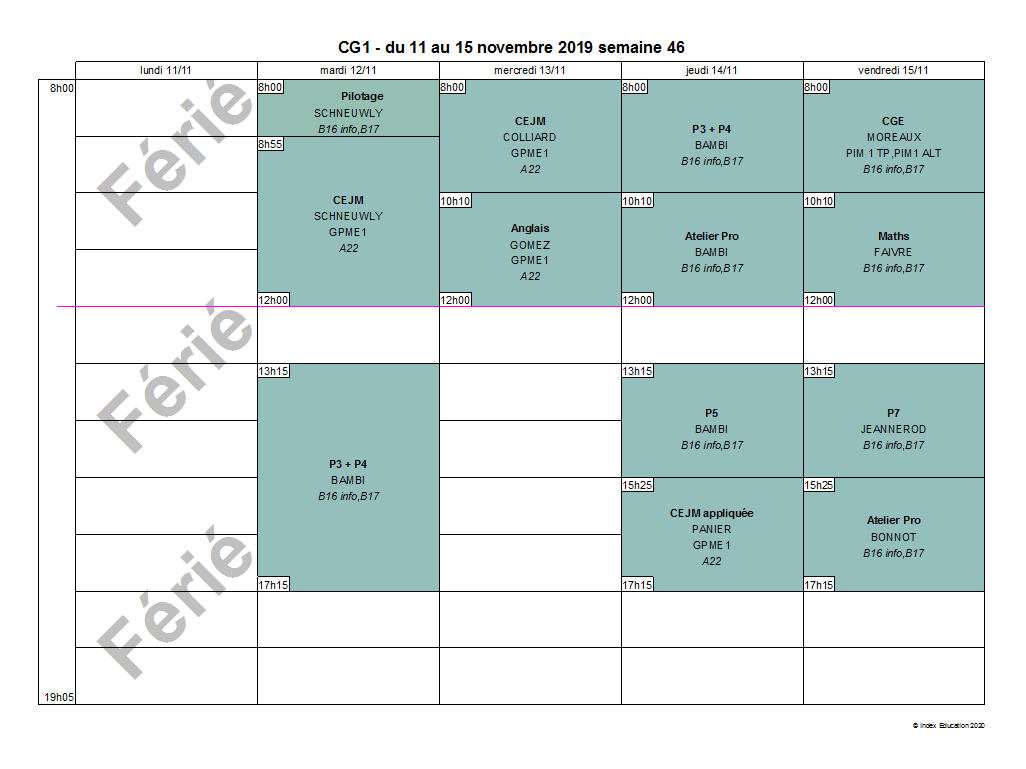 CG1 - du 11 au 15 novembre 2019 semaine 46
lundi 11/11
mardi 12/11
mercredi 13/11
jeudi 14/11
vendredi 15/11
8h00
19h05
Férié
Férié
Férié
8h00
Pilotage
SCHNEUWLY
B16 info,B17
8h55
CEJM
SCHNEUWLY
GPME1
A22
12h00
13h15
P3 + P4
BAMBI
B16 info,B17
17h15
8h00
CEJM
COLLIARD
GPME1
A22
10h10
Anglais
GOMEZ
GPME1
A22
12h00
8h00
P3 + P4
BAMBI
B16 info,B17
10h10
Atelier Pro
BAMBI
B16 info,B17
12h00
13h15
P5
BAMBI
B16 info,B17
15h25
CEJM appliquée
PANIER
GPME1
A22
17h15
8h00
CGE
MOREAUX
PIM 1 TP,PIM1 ALT
B16 info,B17
10h10
Maths
FAIVRE
B16 info,B17
12h00
13h15
P7
JEANNEROD
B16 info,B17
15h25
Atelier Pro
BONNOT
B16 info,B17
17h15
© Index Education 2020